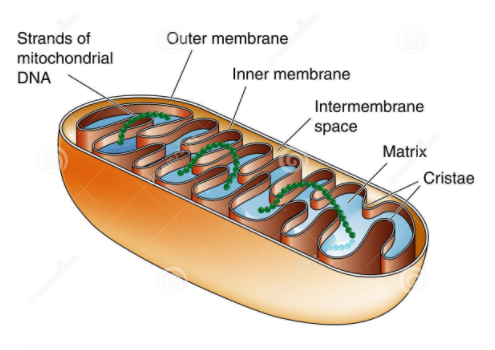 Strands of
mitochondrial
DNA
Outer membrane
Inner membrane
Intermembrane
space
Matrix
Cristae